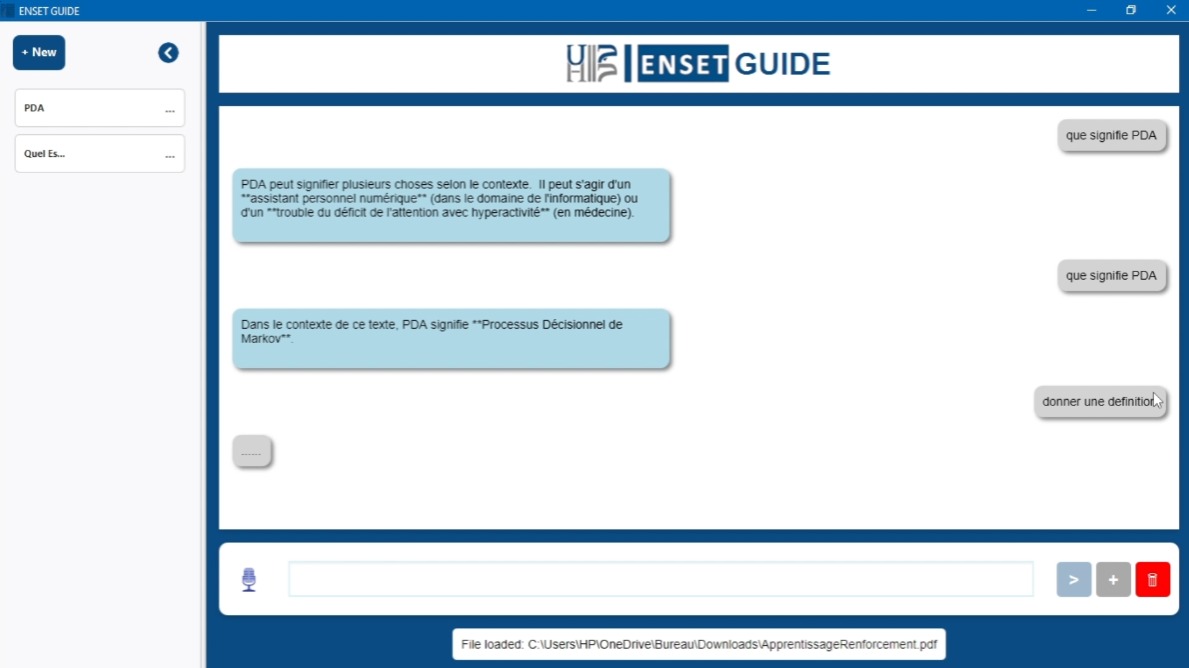 ENSET GUIDE
+ New
PDA ...
Quel Es... ...
UH2C | ENSET GUIDE
que signifie PDA
PDA peut signifier plusieurs choses selon le contexte.  Il peut s'agir d'un
**assistant personnel numérique** (dans le domaine de l'informatique) ou
d'un **trouble du déficit de l'attention avec hyperactivité** (en médecine).
que signifie PDA
Dans le contexte de ce texte, PDA signifie **Processus Décisionnel de
Markov**.
donner une definition
......
> +
File loaded: C:\Users\HP\OneDrive\Bureau\Downloads\ApprentissageRenforcement.pdf